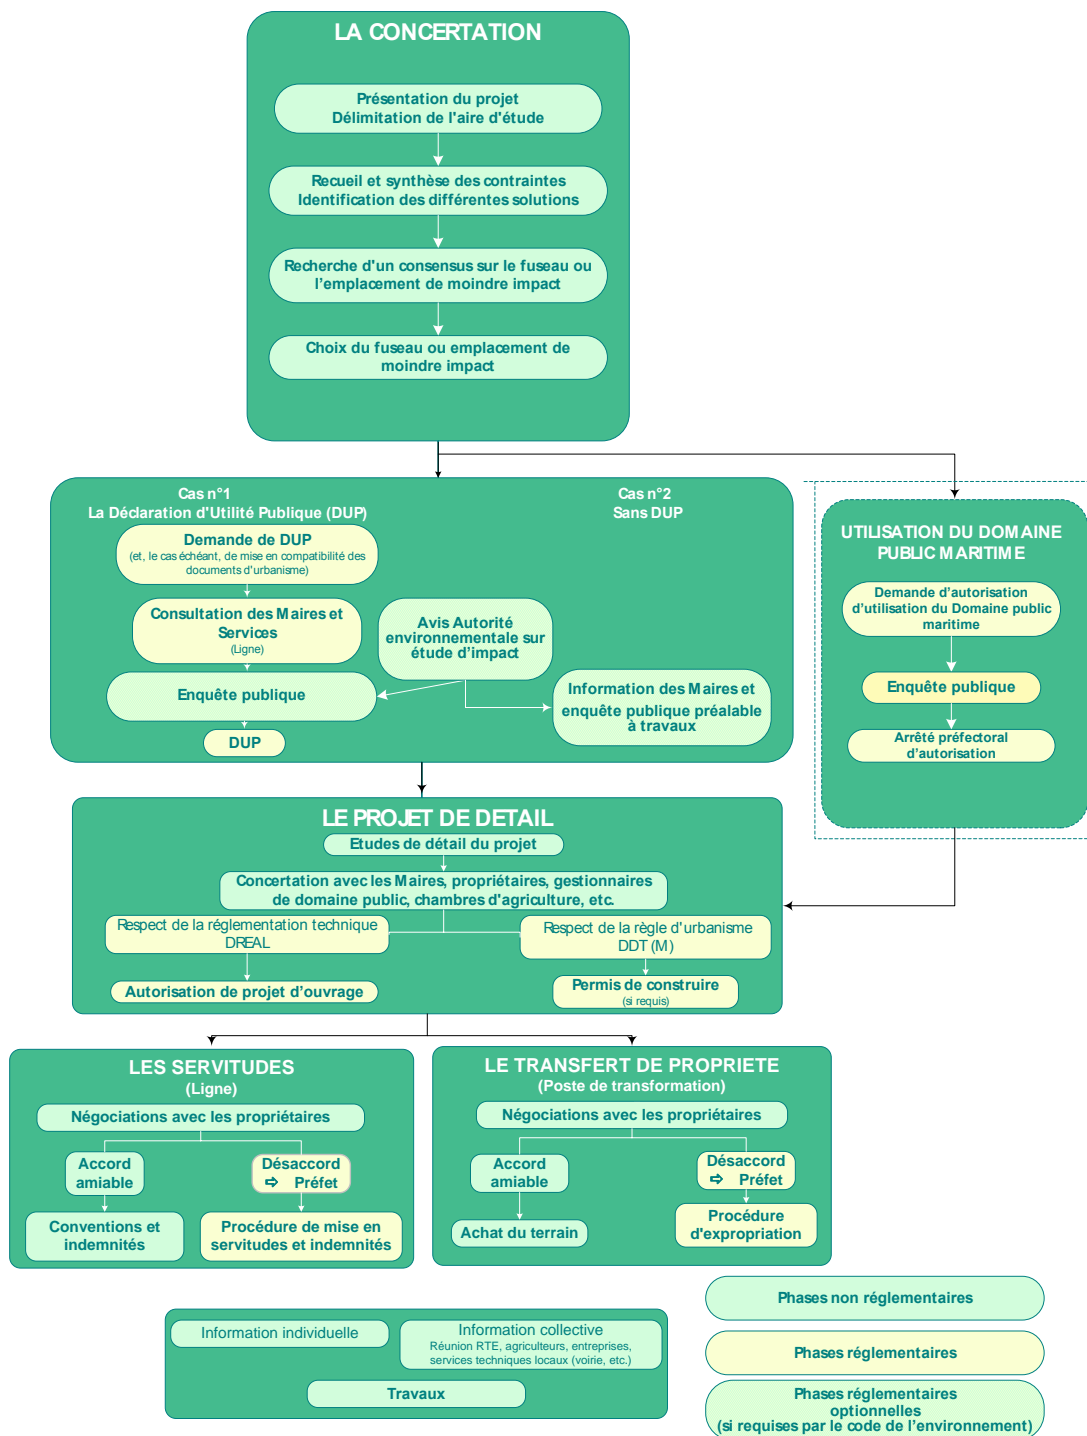 LA CONCERTATION
Présentation du projet
Délimitation de l'aire d'étude
Recueil et synthèse des contraintes
Identification des différentes solutions
Recherche d'un consensus sur le fuseau ou
l'emplacement de moindre impact
Choix du fuseau ou emplacement de
moindre impact
Cas n°1
La Déclaration d'Utilité Publique (DUP)
Demande de DUP
(et, le cas échéant, de mise en compatibilité des
documents d'urbanisme)
Consultation des Maires et
Services
(Ligne)
Enquête publique
DUP
Avis Autorité
environnementale sur
étude d'impact
Cas n°2
Sans DUP
Information des Maires et
enquête publique préalable
à travaux
UTILISATION DU DOMAINE
PUBLIC MARITIME
Demande d'autorisation
d'utilisation du Domaine public
maritime
Enquête publique
Arrêté préfectoral
d'autorisation
LE PROJET DE DETAIL
Etudes de détail du projet
Concertation avec les Maires, propriétaires, gestionnaires
de domaine public, chambres d'agriculture, etc.
Respect de la réglementation technique
DREAL
Autorisation de projet d'ouvrage
Respect de la règle d'urbanisme
DDT (M)
Permis de construire
(si requis)
LES SERVITUDES
(Ligne)
Négociations avec les propriétaires
Accord
amiable
Désaccord
⇨ Préfet
Conventions et
indemnités
Procédure de mise en
servitudes et indemnités
LE TRANSFERT DE PROPRIETE
(Poste de transformation)
Négociations avec les propriétaires
Accord
amiable
Désaccord
⇨ Préfet
Achat du terrain
Procédure
d'expropriation
Information individuelle
Information collective
Réunion RTE, agriculteurs, entreprises,
services techniques locaux (voirie, etc.)
Travaux
Phases non réglementaires
Phases réglementaires
Phases réglementaires
optionnelles
(si requises par le code de l'environnement)